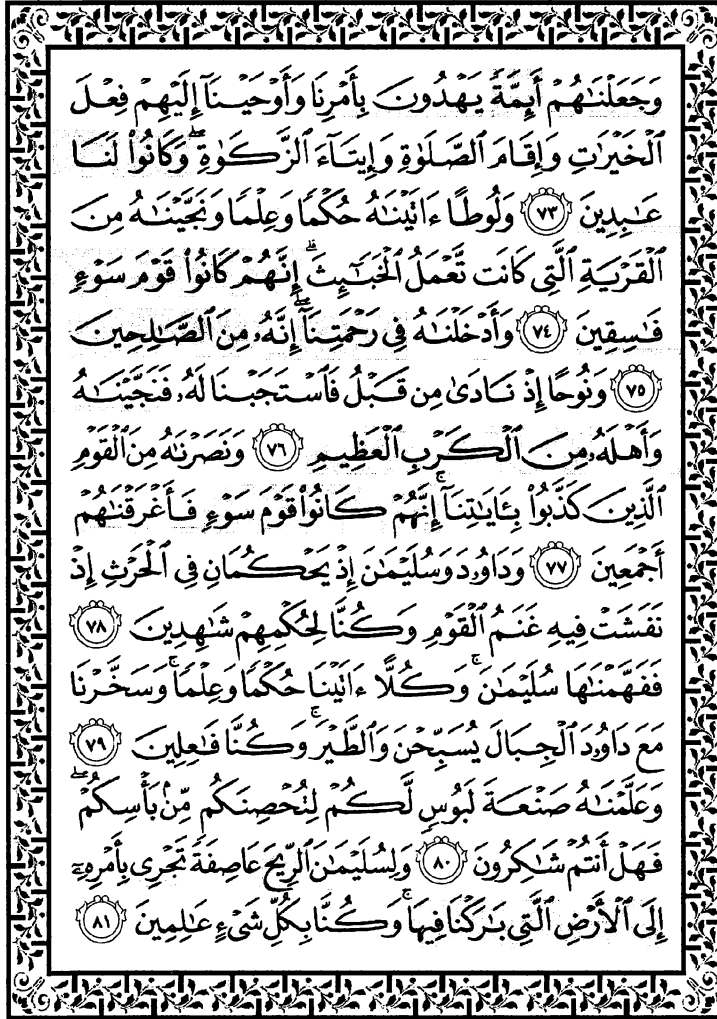 وَجَعَلْنَٰهُمْ أَئِمَّةً يَهْدُونَ بِأَمْرِنَا وَأَوْحَيْنَآ إِلَيْهِمْ فِعْلَ
ٱلْخَيْرَٰتِ وَإِقَامَ ٱلصَّلَوٰةِ وَإِيتَآءَ ٱلزَّكَوٰةِ ۖ وَكَانُوا۟ لَنَا
عَٰبِدِينَ ﴿٧٣﴾ وَلُوطًا ءَاتَيْنَٰهُ حُكْمًا وَعِلْمًا وَنَجَّيْنَٰهُ مِنَ
ٱلْقَرْيَةِ ٱلَّتِى كَانَت تَّعْمَلُ ٱلْخَبَٰٓئِثَ ۗ إِنَّهُمْ كَانُوا۟ قَوْمَ سَوْءٍ
فَٰسِقِينَ ﴿٧٤﴾ وَأَدْخَلْنَٰهُ فِى رَحْمَتِنَآ ۖ إِنَّهُۥ مِنَ ٱلصَّٰلِحِينَ
﴿٧٥﴾ وَنُوحًا إِذْ نَادَىٰ مِن قَبْلُ فَٱسْتَجَبْنَا لَهُۥ فَنَجَّيْنَٰهُ
وَأَهْلَهُۥ مِنَ ٱلْكَرْبِ ٱلْعَظِيمِ ﴿٧٦﴾ وَنَصَرْنَٰهُ مِنَ ٱلْقَوْمِ
ٱلَّذِينَ كَذَّبُوا۟ بِـَٔايَٰتِنَآ ۚ إِنَّهُمْ كَانُوا۟ قَوْمَ سَوْءٍ فَأَغْرَقْنَٰهُمْ
أَجْمَعِينَ ﴿٧٧﴾ وَدَاوُۥدَ وَسُلَيْمَٰنَ إِذْ يَحْكُمَانِ فِى ٱلْحَرْثِ إِذْ
نَفَشَتْ فِيهِ غَنَمُ ٱلْقَوْمِ وَكُنَّا لِحُكْمِهِمْ شَٰهِدِينَ ﴿٧٨﴾
فَفَهَّمْنَٰهَا سُلَيْمَٰنَ ۚ وَكُلًّا ءَاتَيْنَا حُكْمًا وَعِلْمًا ۚ وَسَخَّرْنَا
مَعَ دَاوُۥدَ ٱلْجِبَالَ يُسَبِّحْنَ وَٱلطَّيْرَ ۚ وَكُنَّا فَٰعِلِينَ ﴿٧٩﴾
وَعَلَّمْنَٰهُ صَنْعَةَ لَبُوسٍ لَّكُمْ لِتُحْصِنَكُم مِّنۢ بَأْسِكُمْ ۖ
فَهَلْ أَنتُمْ شَٰكِرُونَ ﴿٨٠﴾ وَلِسُلَيْمَٰنَ ٱلرِّيحَ عَاصِفَةً تَجْرِى بِأَمْرِهِۦٓ
إِلَى ٱلْأَرْضِ ٱلَّتِى بَٰرَكْنَا فِيهَا ۚ وَكُنَّا بِكُلِّ شَىْءٍ عَٰلِمِينَ ﴿٨١﴾